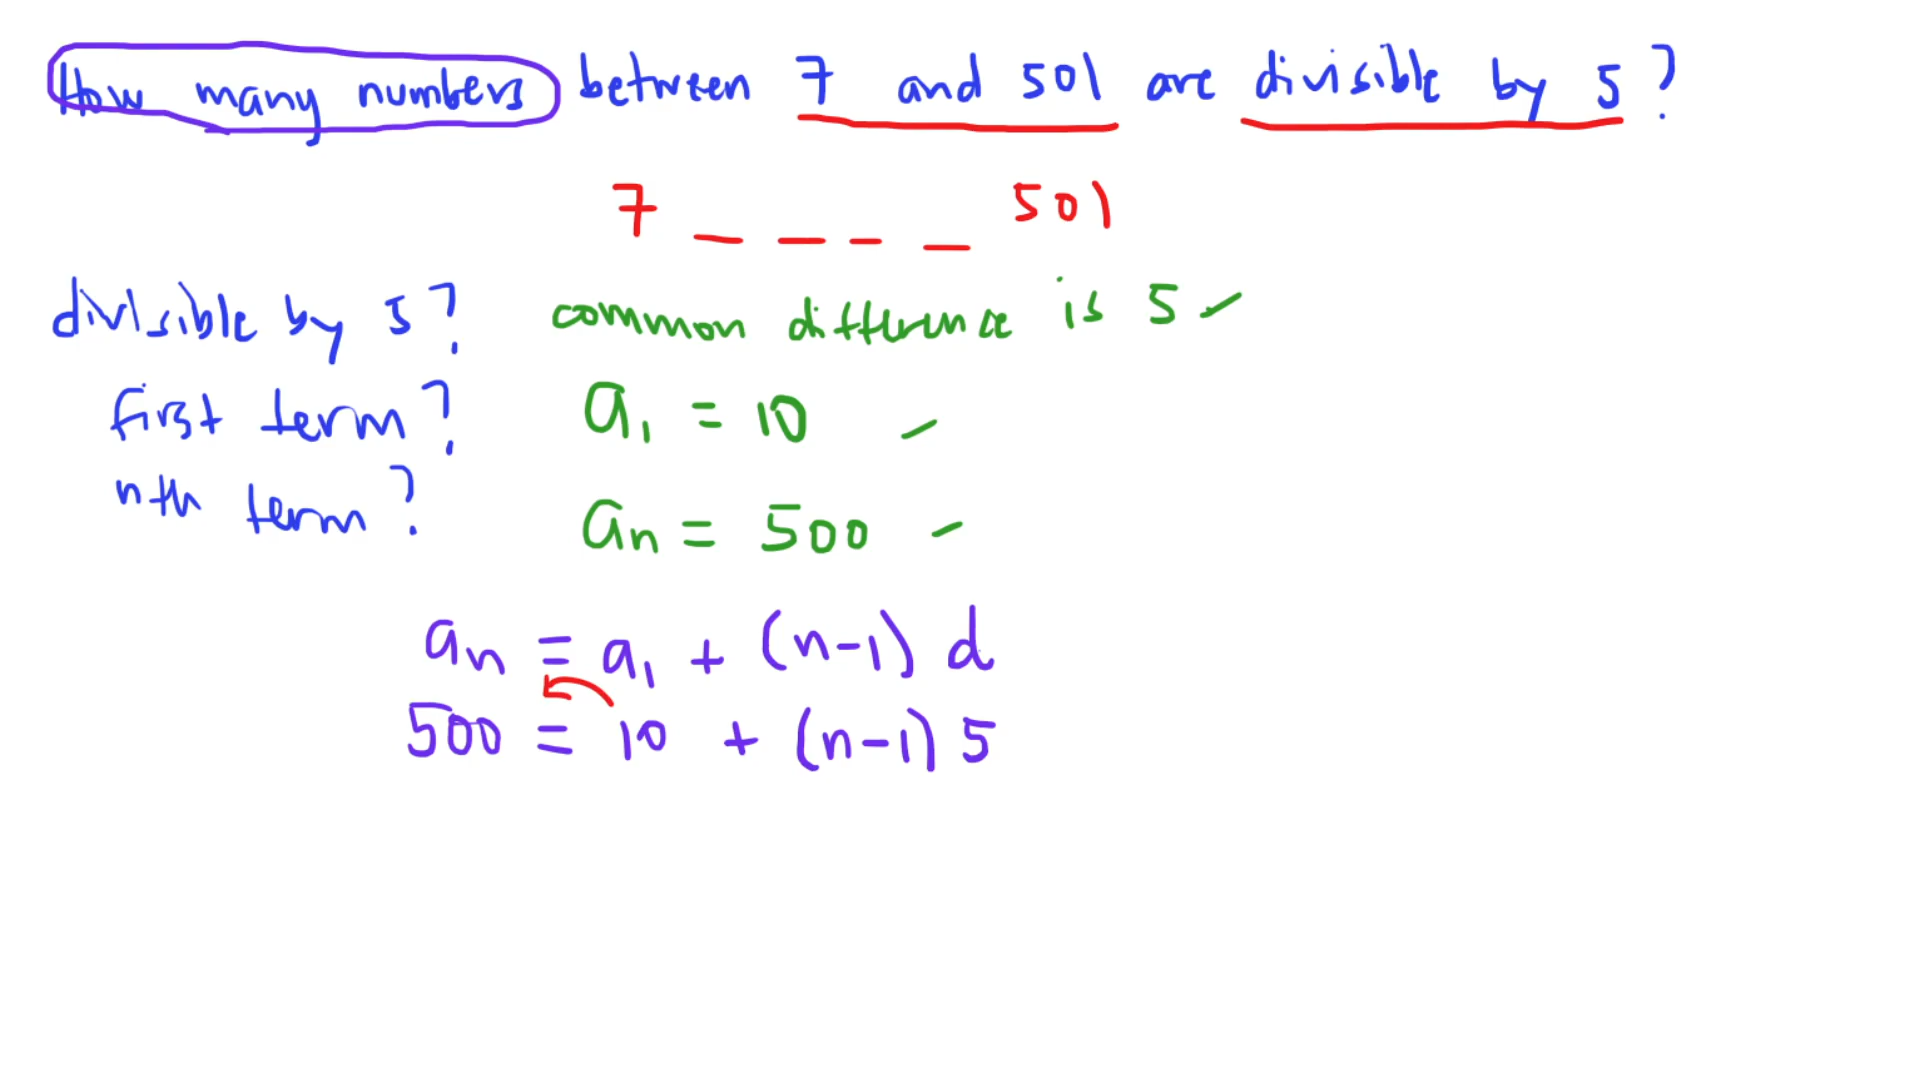 How many numbers between 7 and 501 are divisible by 5?
7 _ _ _ _ 501
divisible by 5? common difference is 5
first term? a₁ = 10
nth term? aₙ = 500
aₙ = a₁ + (n-1) d
500 = 10 + (n-1) 5